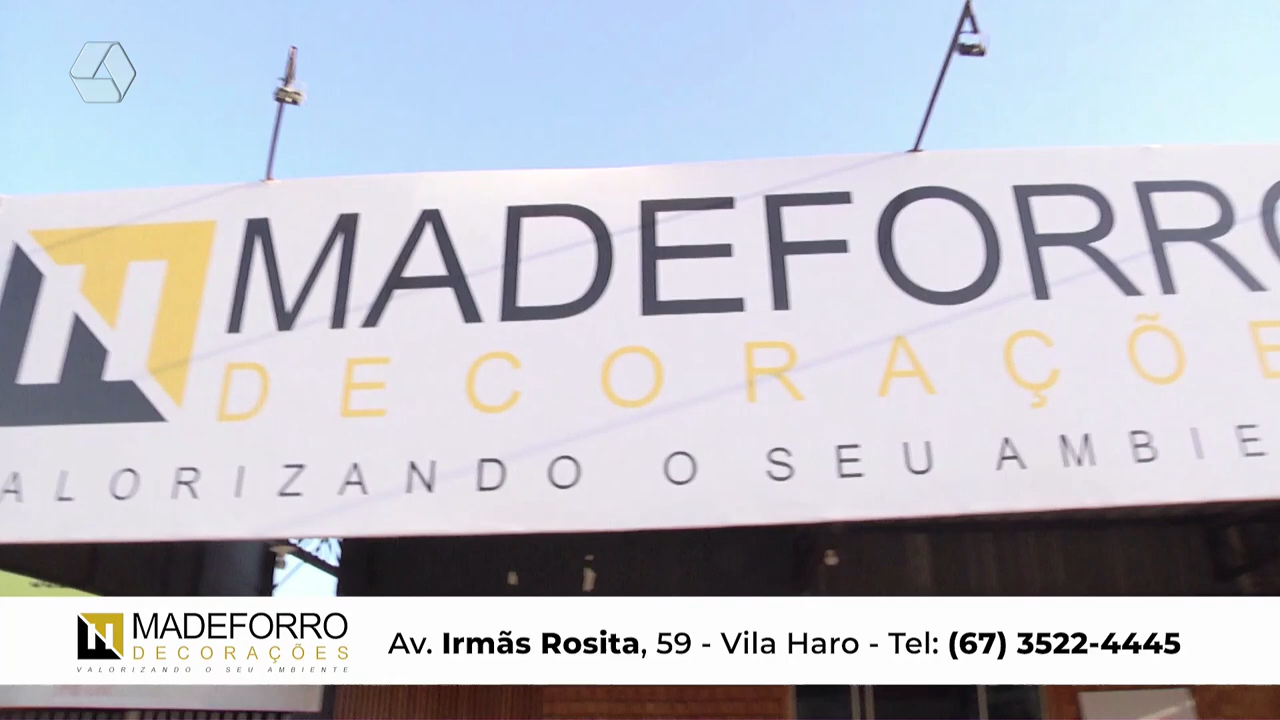 MADEFORRO
DECORAÇÕE
ALORIZANDO O SEU AMBIE
MADEFORRO
DECORAÇÕES
VALORIZANDO O SEU AMBIENTE
Av. Irmãs Rosita, 59 - Vila Haro - Tel: (67) 3522-4445